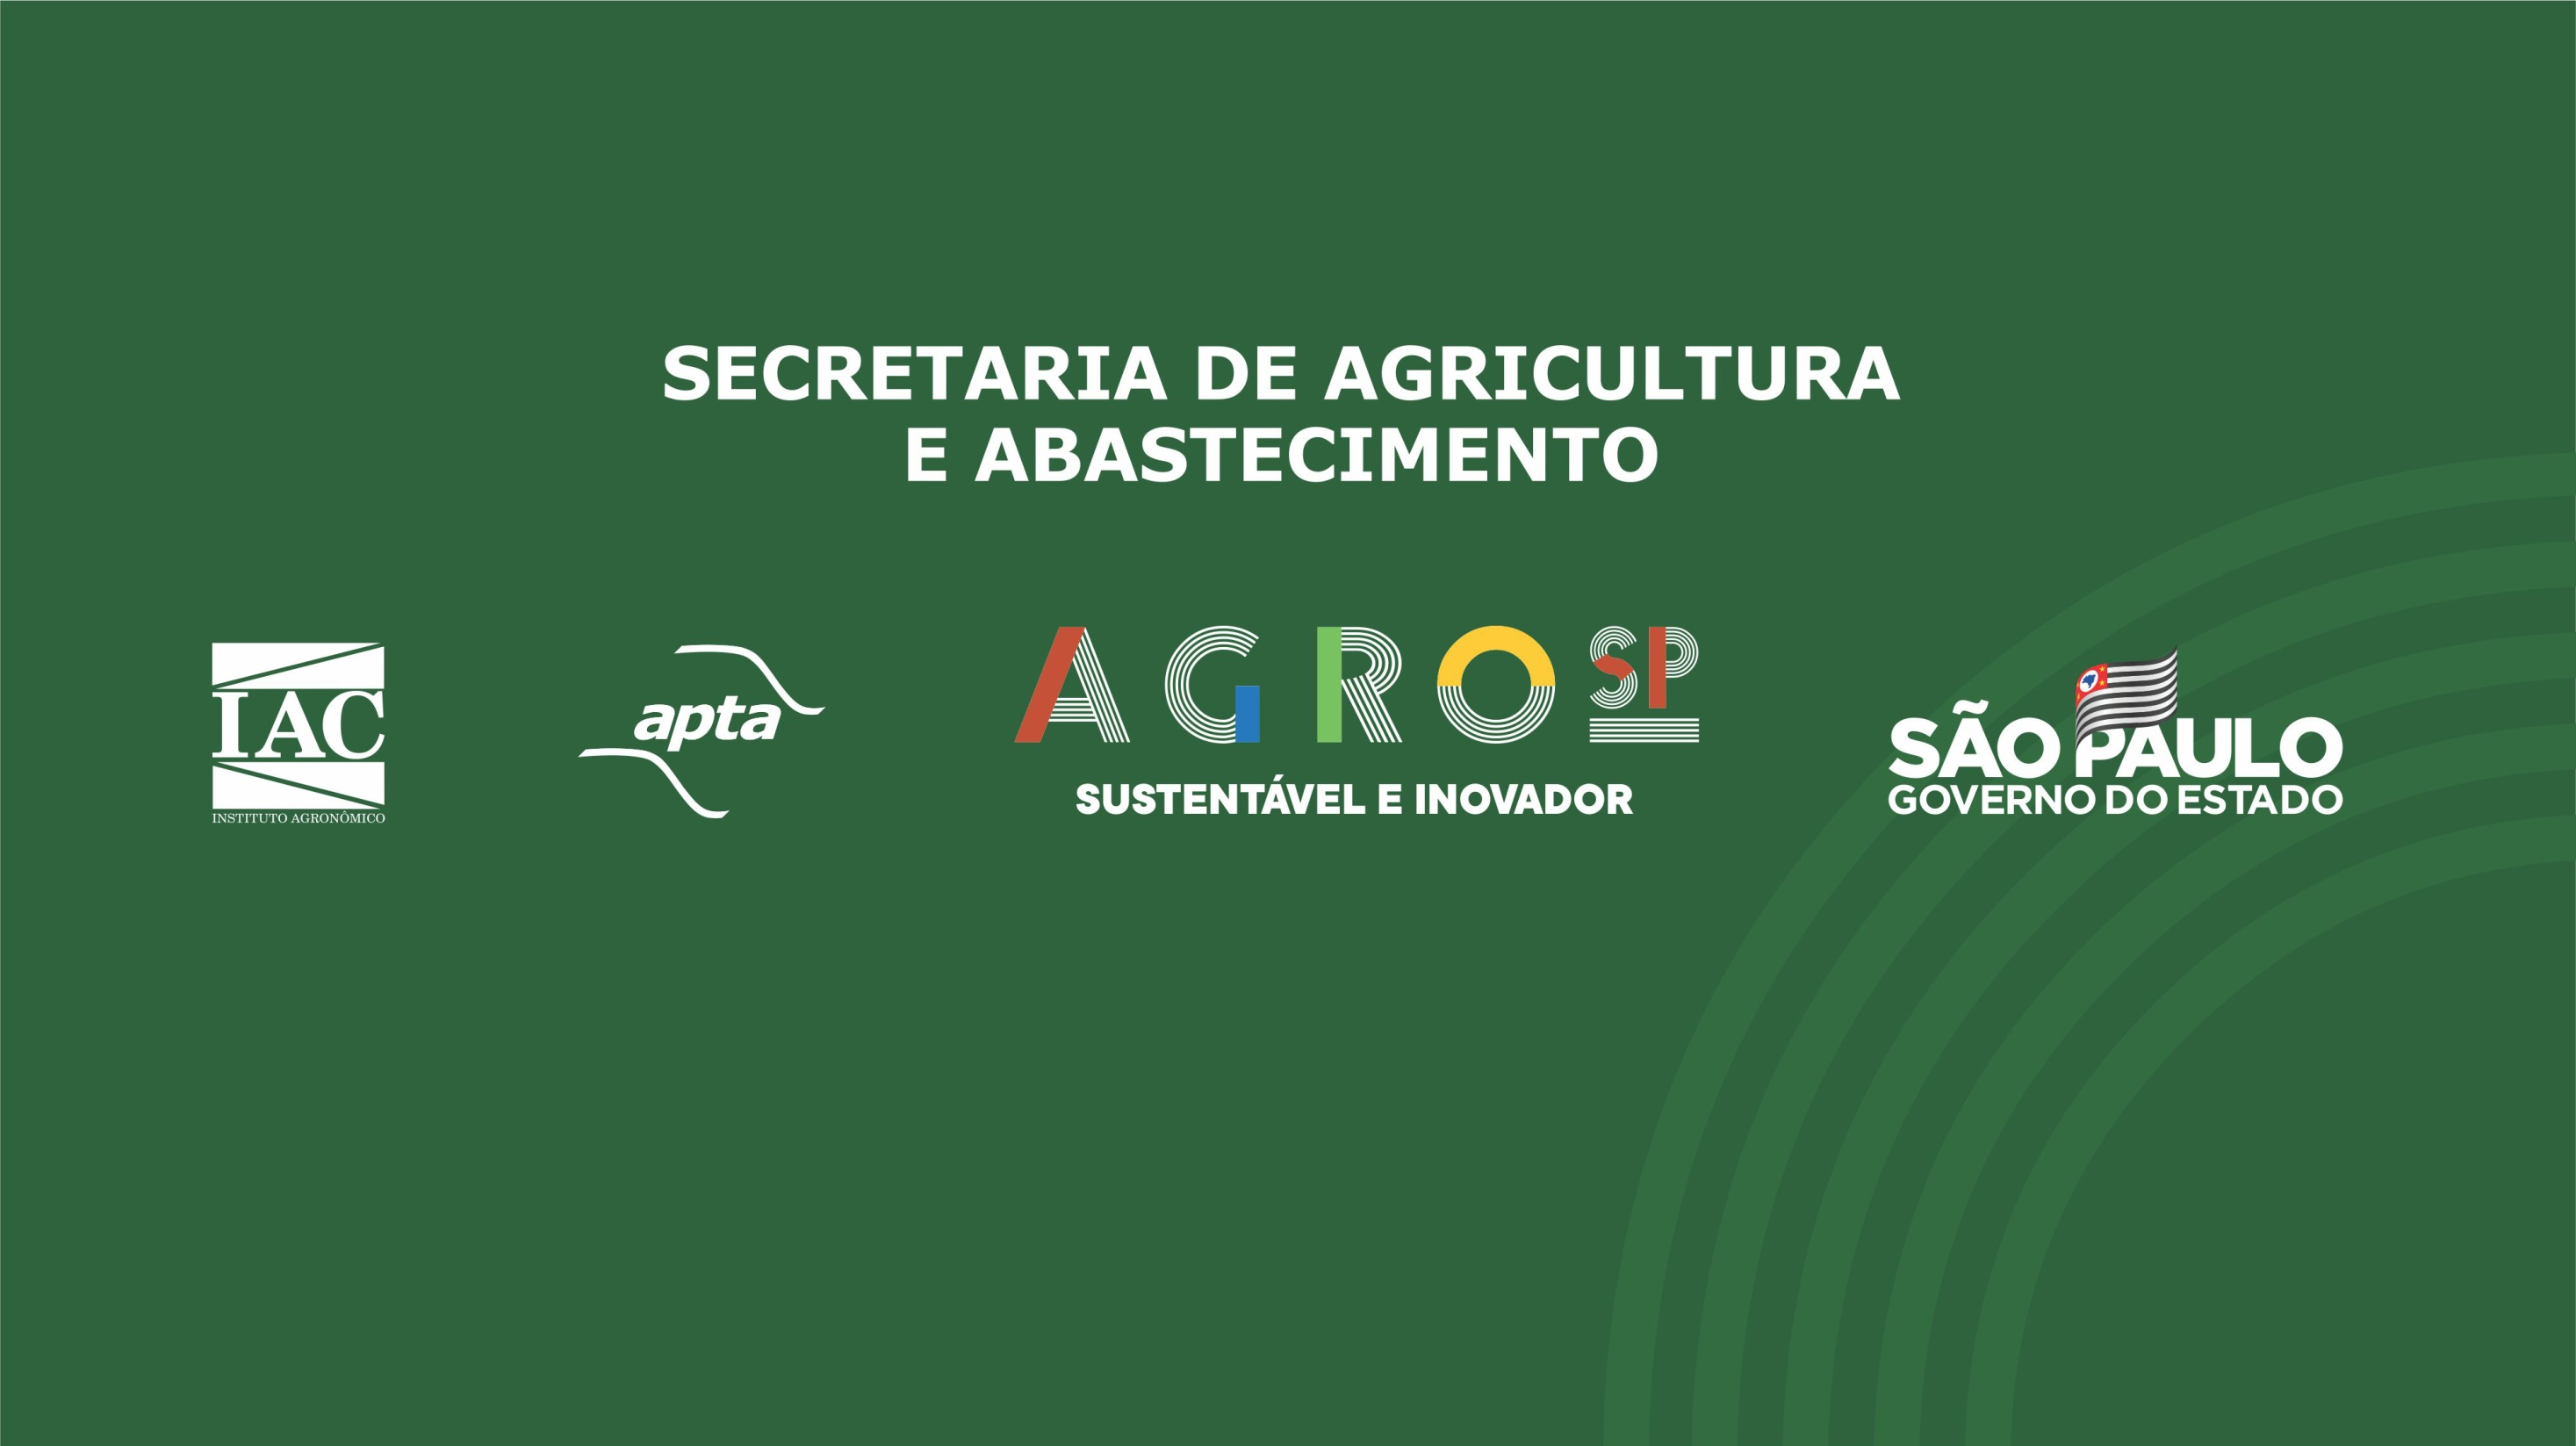 SECRETARIA DE AGRICULTURA
E ABASTECIMENTO
IAC
INSTITUTO AGRONÔMICO
apta
AGRO SP
SUSTENTÁVEL E INOVADOR
SÃO PAULO
GOVERNO DO ESTADO